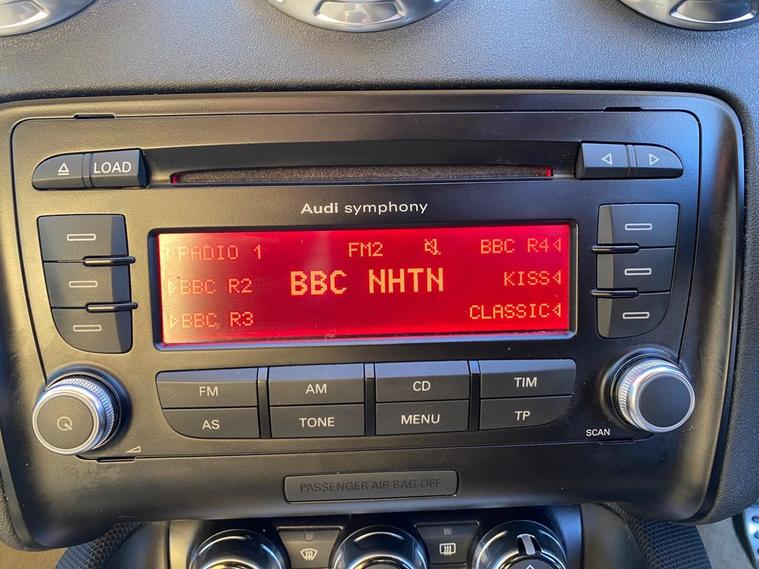 LOAD
Audi symphony
RADIO 1 FM2 BBC R4
BBC R2 BBC NHTN KISS
BBC R3 CLASSIC
FM AM CD TIM
AS TONE MENU TP
SCAN
PASSENGER AIR BAG OFF